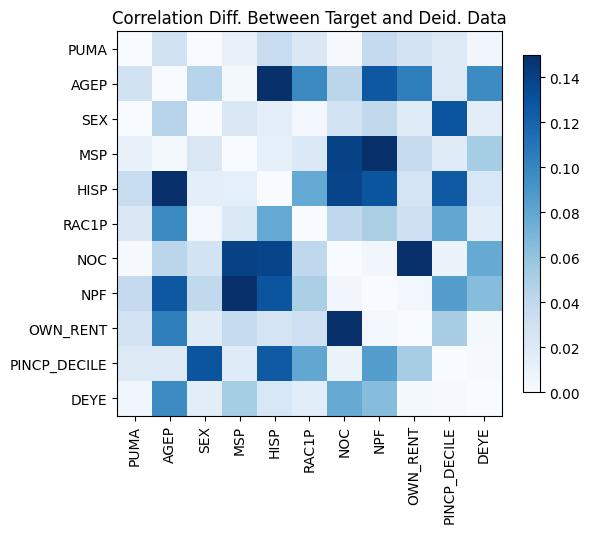 Correlation Diff. Between Target and Deid. Data
PUMA
AGEP
SEX
MSP
HISP
RAC1P
NOC
NPF
OWN_RENT
PINCP_DECILE
DEYE
PUMA
AGEP
SEX
MSP
HISP
RAC1P
NOC
NPF
OWN_RENT
PINCP_DECILE
DEYE
0.14
0.12
0.10
0.08
0.06
0.04
0.02
0.00